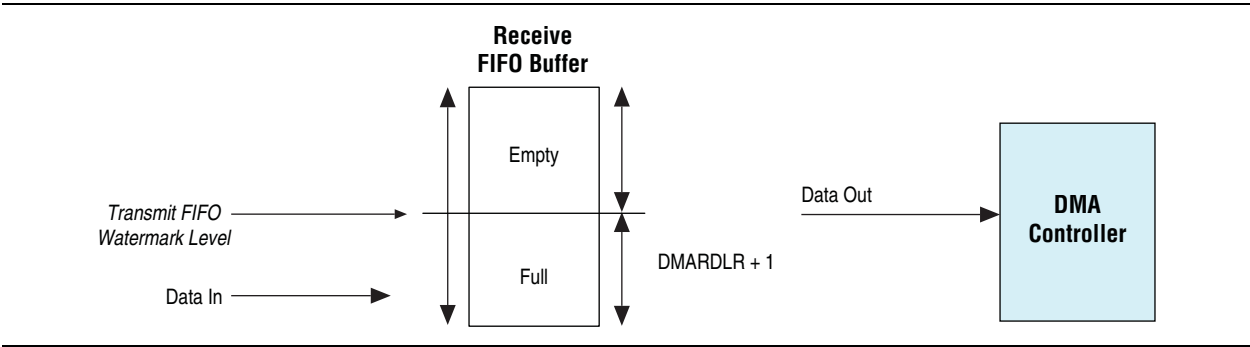 Receive
FIFO Buffer
Empty
Transmit FIFO
Watermark Level
Data Out
DMA
Controller
DMARDLR + 1
Full
Data In